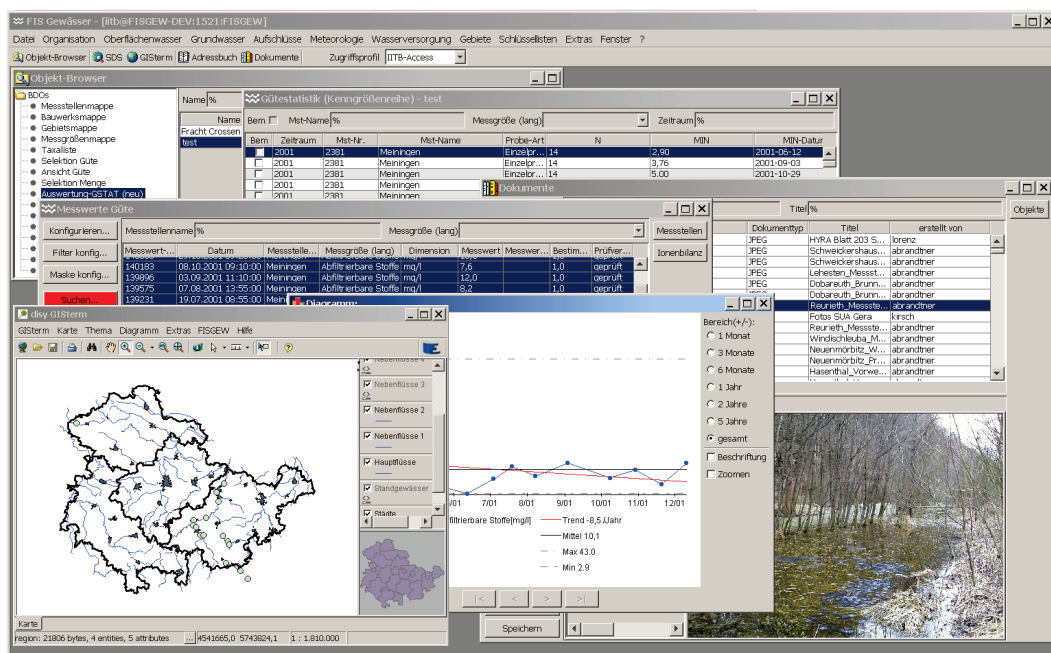 FIS Gewässer - [iitb@FISGEW-DEV:1521:FISGEW]
Datei Organisation Oberflächenwasser Grundwasser Aufschlüsse Meteorologie Wasserversorgung Gebiete Schlüssellisten Extras Fenster ?
Objekt-Browser SDS GISterm Adressbuch Dokumente Zugriffsprofil IITB-Access
Objekt-Browser
BDOs
Messstellenmappe
Bauwerksmappe
Gebietsmappe
Messgrößenmappe
Taxaliste
Selektion Güte
Ansicht Güte
Selektion Menge
Auswertung-GSTAT (neu)
Name %
Name
Fracht Crossen
test
Gütestatistik (Kenngrößenreihe) - test
Bem Mst-Name % Messgröße (lang) Zeitraum %
Bem Zeitraum Mst-Nr. Mst-Name Probe-Art N MIN MIN-Datur
2001 2381 Meiningen Einzelpr... 14 2,90 2001-06-12
2001 2381 Meiningen Einzelpr... 14 3,76 2001-09-03
2001 2381 Meiningen Einzelpr... 14 5.00 2001-10-29
2001 2381 Meiningen
2001 2381 Meiningen
2001 2381 Meiningen
Dokumente
Titel % Objekte
Dokumenttyp Titel erstellt von
JPEG HYRA Blatt 203 S... lorenz
JPEG Schweickershaus... abrandtner
JPEG Schweickershaus... abrandtner
JPEG Lehesten_Messst... abrandtner
JPEG Dobareuth_Brunn... abrandtner
JPEG Dobareuth_Brunn... abrandtner
Reurieth_Messste... abrandtner
Fotos SUA Gera kirsch
Reurieth_Messste... abrandtner
Windischleuba_M... abrandtner
Neuenmörbitz_W... abrandtner
Neuenmörbitz_Pr... abrandtner
Hasenthal_Vorwe... abrandtner
Messwerte Güte
Konfigurieren... Messstellenname % Messgröße (lang) Messstellen
Filter konfig... Ionenbilanz
Maske konfig...
Suchen...
Messwert-... Datum Messstelle... Messgröße (lang) Dimension Messwert Messwer... Bestim... Prüfver...
140183 08.10.2001 09:10:00 Meiningen Abfiltrierbare Stoffe mg/l 7,6 1,0 geprüft
139896 03.09.2001 11:10:00 Meiningen Abfiltrierbare Stoffe mg/l 12,0 1,0 geprüft
139575 07.08.2001 13:55:00 Meiningen Abfiltrierbare Stoffe mg/l 8,2 1,0 geprüft
139231 19.07.2001 08:55:00
Diagramm:
Bereich(+/-):
1 Monat
3 Monate
6 Monate
1 Jahr
2 Jahre
5 Jahre
gesamt
Beschriftung
Zoomen
7/01 8/01 9/01 10/01 11/01 12/01
filtrierbare Stoffe[mg/l] Trend -8,5 /Jahr
Mittel 10,1
Max 43.0
Min 2.9
|< < > >|
Speichern
disy GISterm
GISterm Karte Thema Diagramm Extras FISGEW Hilfe
Nebenflüsse 4
Nebenflüsse 3
Nebenflüsse 2
Nebenflüsse 1
Hauptflüsse
Standgewässer
Städte
Karte
region: 21806 bytes, 4 entities, 5 attributes ... 4541665,0 5743824,1 1 : 1.810.000